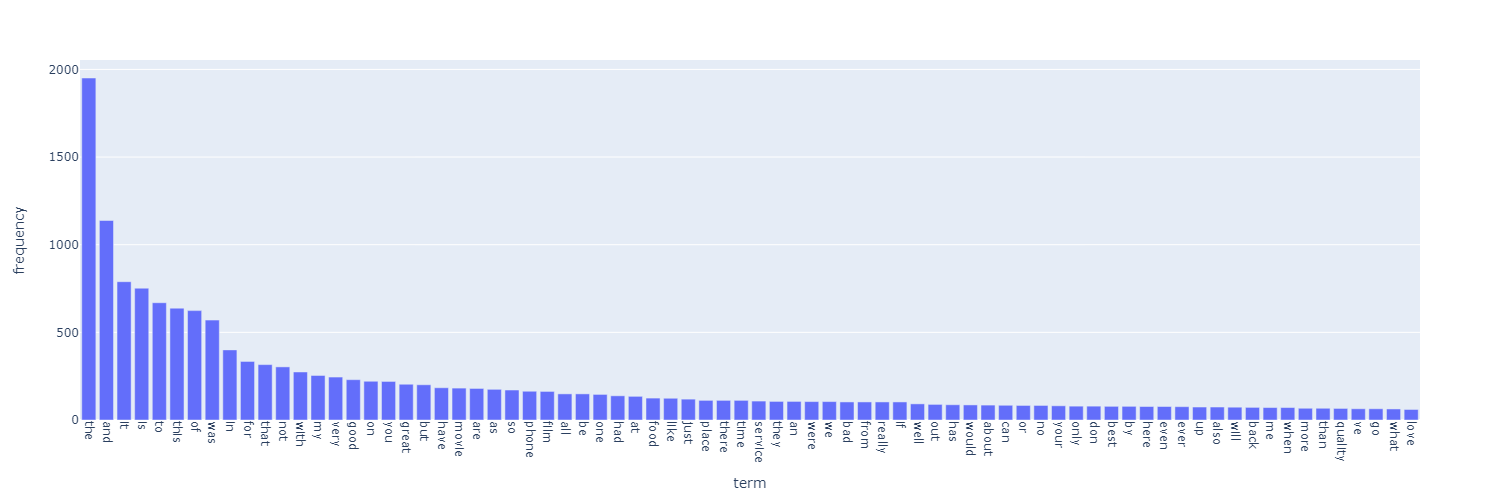 2000
1500
1000
500
0
frequency
the and it is to this of was in for that not with my very good on you great but have movie are as so phone film all be one had at food like just place there time service they an were we bad from really if well out has would about can or no your only don best by here even ever up also will back me when more than quality ve go what love
term